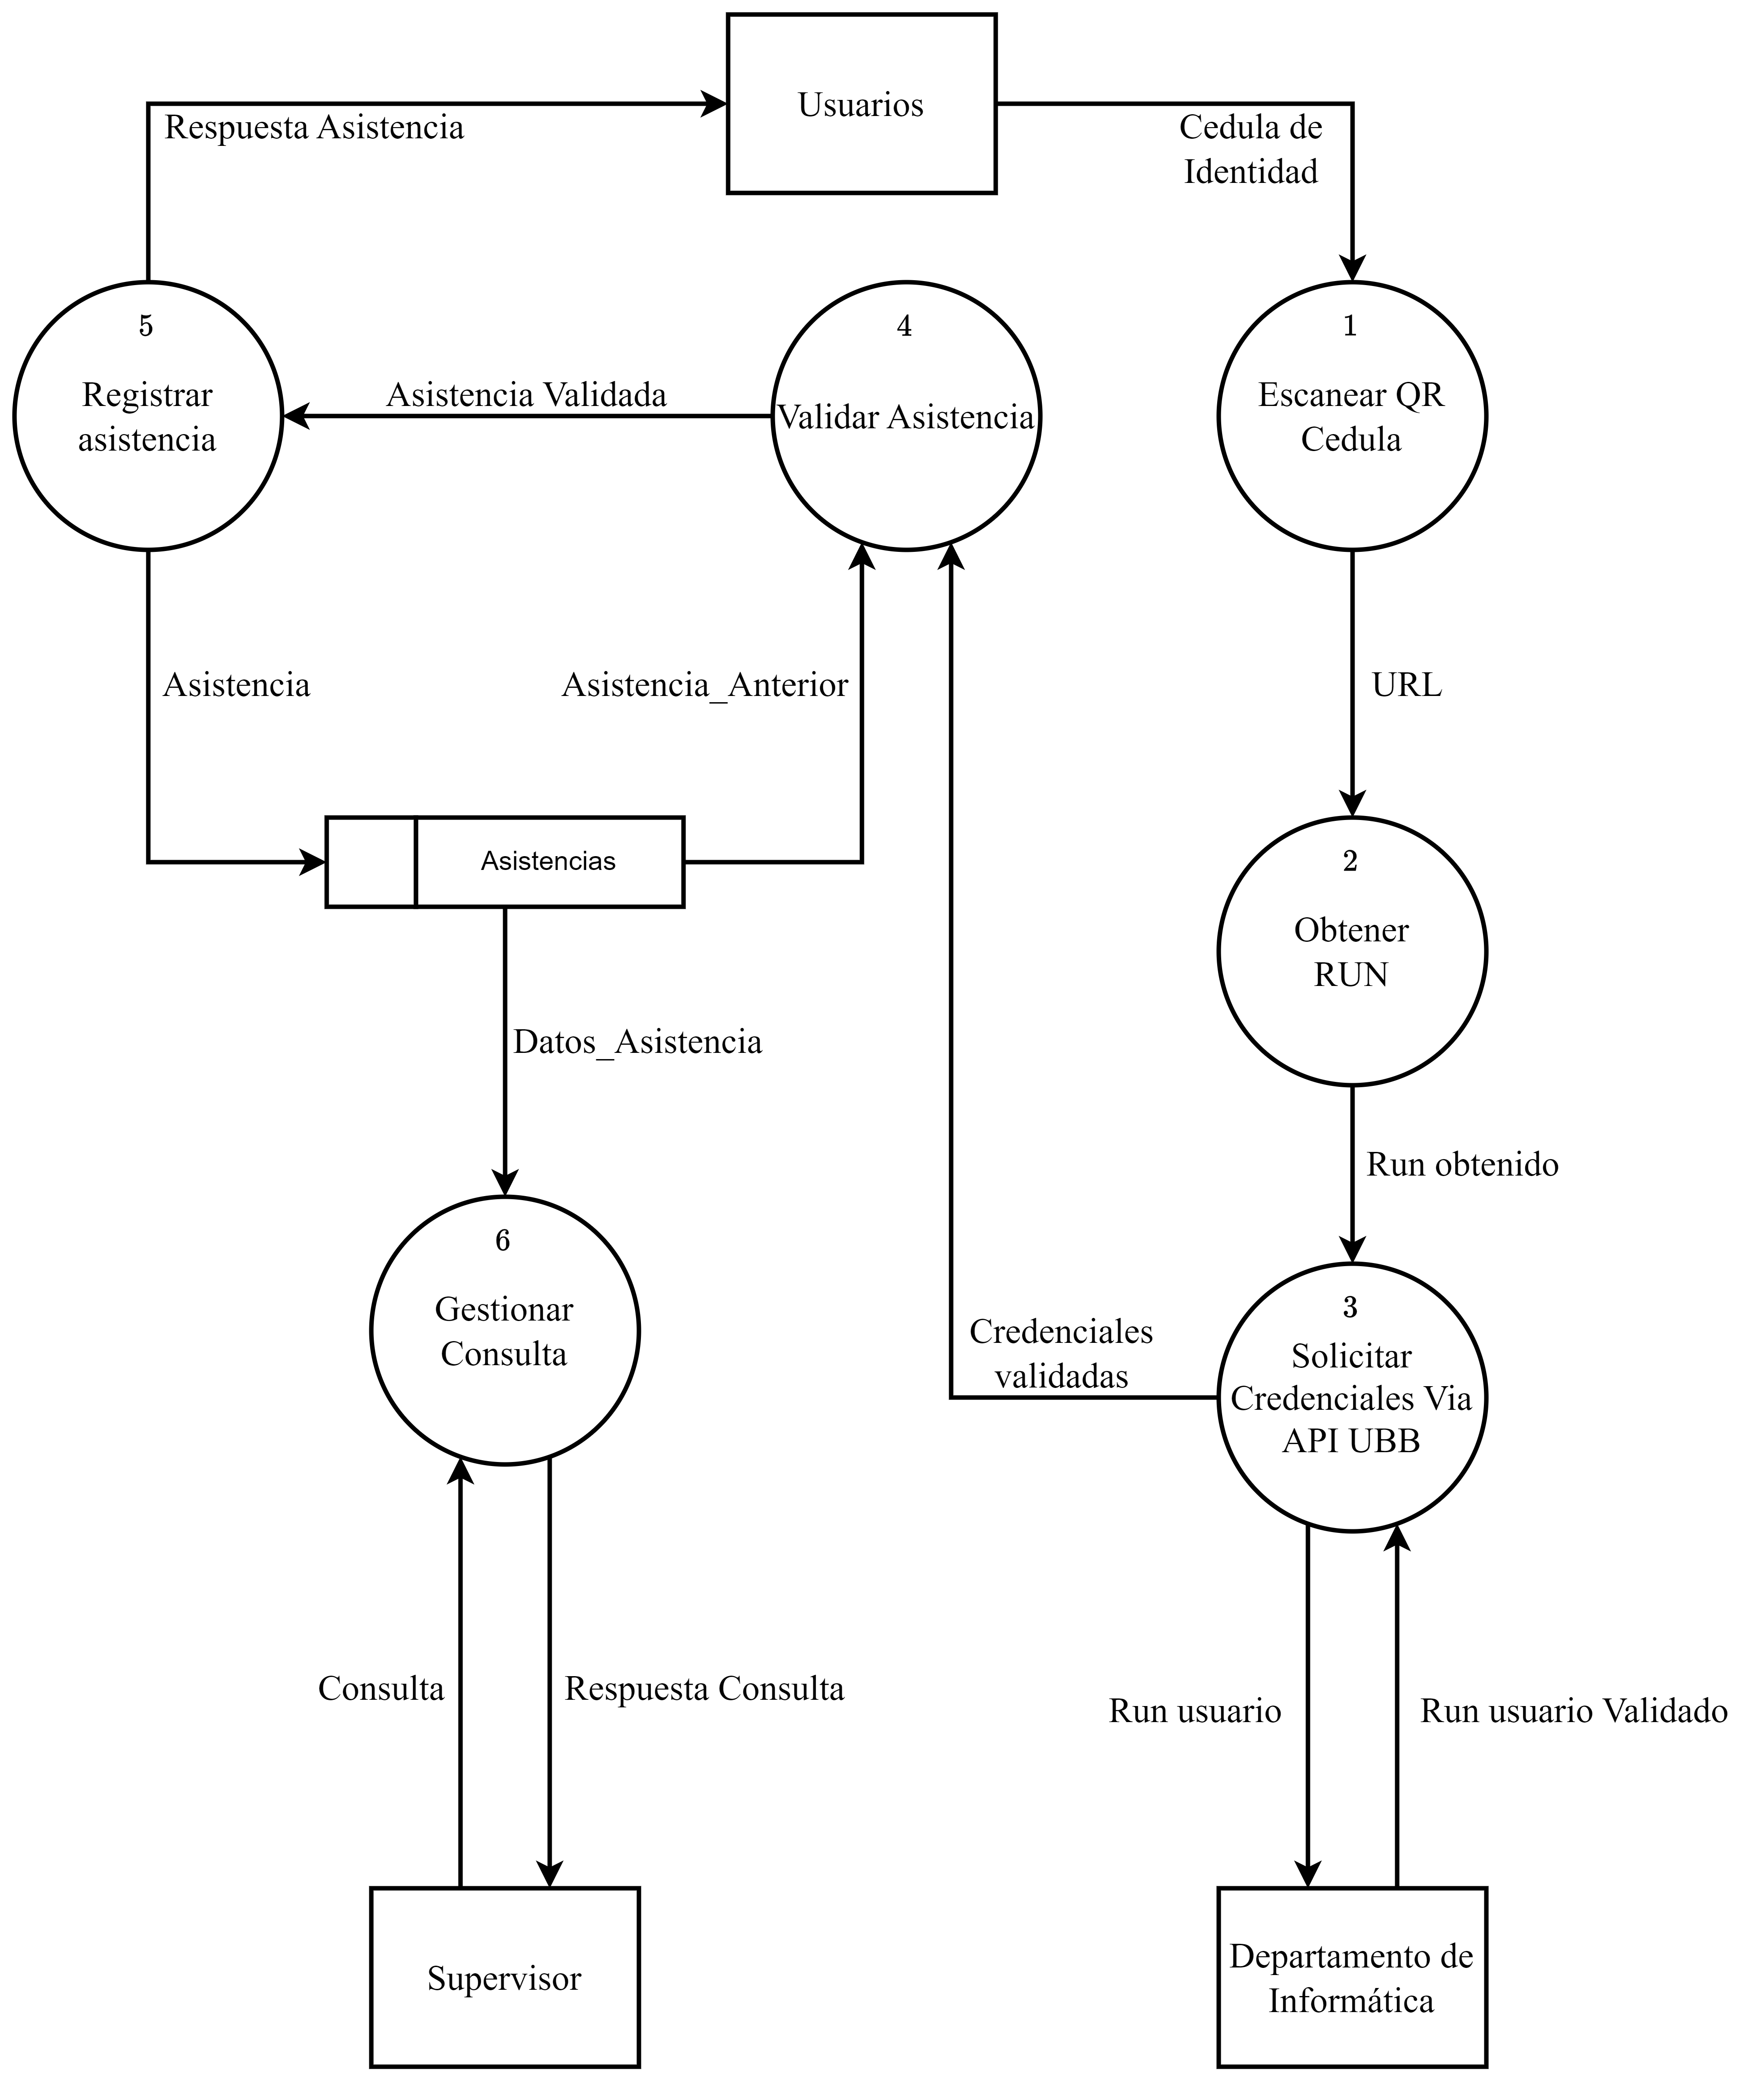 Usuarios
Respuesta Asistencia
Cedula de
Identidad
5
Registrar
asistencia
Asistencia Validada
4
Validar Asistencia
1
Escanear QR
Cedula
Asistencia
Asistencia_Anterior
URL
Asistencias
2
Obtener
RUN
Datos_Asistencia
Run obtenido
6
Gestionar
Consulta
Credenciales
validadas
3
Solicitar
Credenciales Via
API UBB
Consulta
Respuesta Consulta
Run usuario
Run usuario Validado
Supervisor
Departamento de
Informática